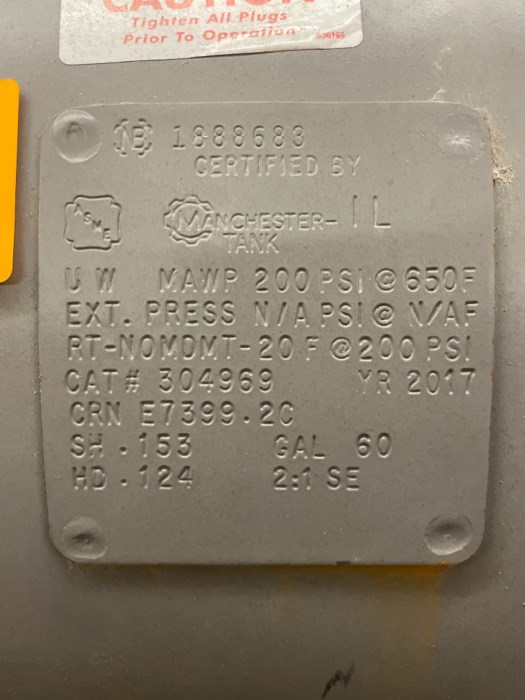 CAUTION
Tighten All Plugs
Prior To Operation
A NB 1888683
CERTIFIED BY
ASME MANCHESTER- IL
TANK
U W MAWP 200 PSI@650F
EXT. PRESS N/A PSI@ N/AF
RT-NOMDMT-20 F @200 PSI
CAT# 304969 YR 2017
CRN E7399.2C
SH .153 GAL 60
HD .124 2:1 SE